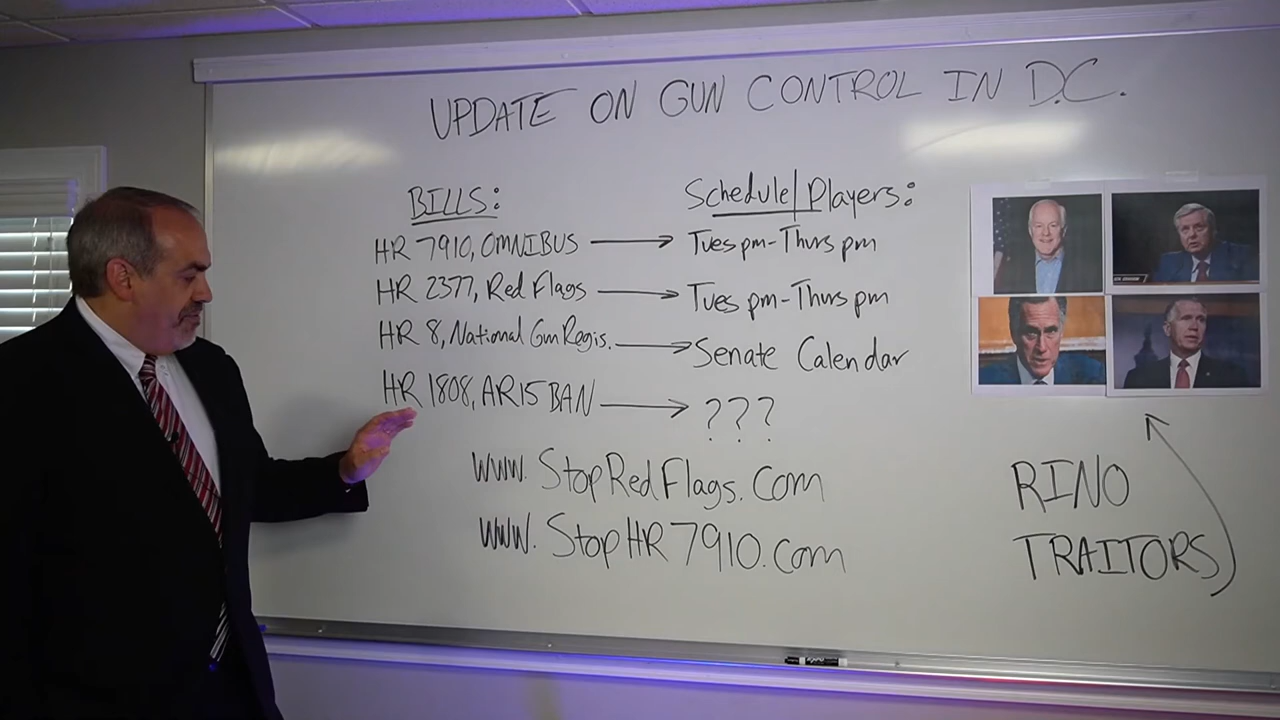 UPDATE ON GUN CONTROL IN D.C.
BILLS:
Schedule/Players:
HR 7910, OMNIBUS → Tues pm-Thurs pm
HR 2377, Red Flags → Tues pm-Thurs pm
HR 8, National Gun Regis. → Senate Calendar
HR 1808, AR15 BAN → ???
www.StopRedFlags.com
www.StopHR7910.com
RINO
TRAITORS
EXPO